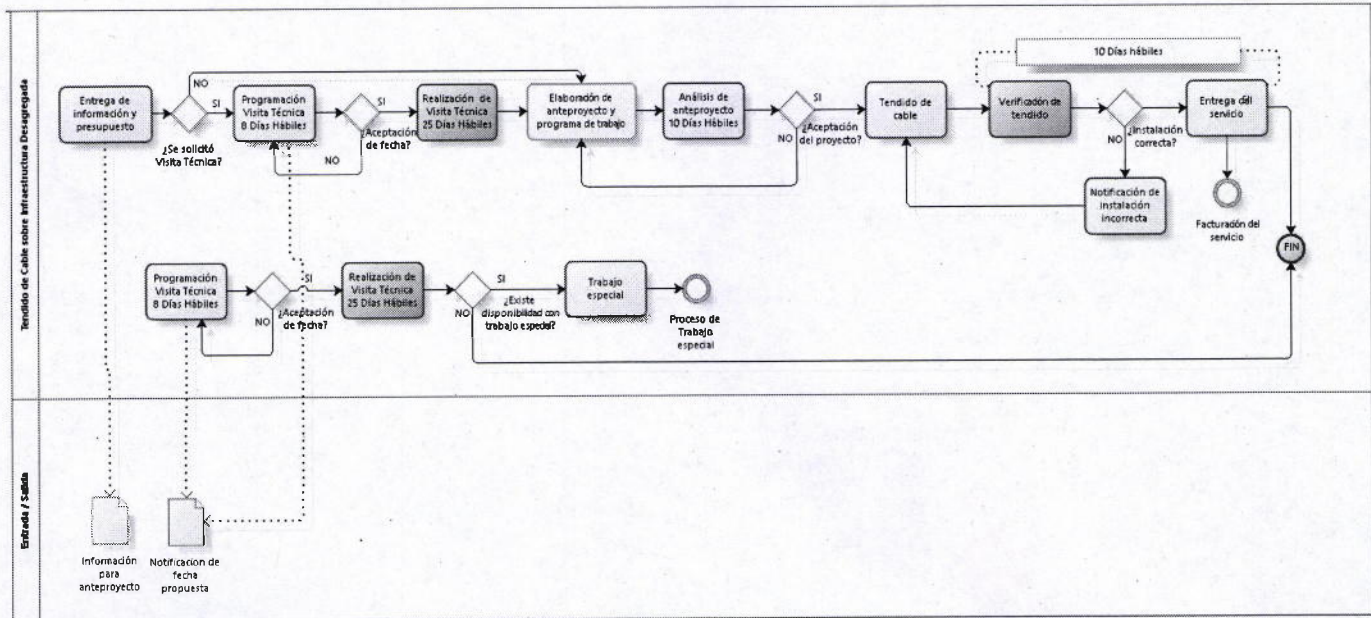 Tendido de Cable sobre Infraestructura Desagregada
10 Días hábiles
Entrega de
información y
presupuesto
NO
SI
¿Se solicitó
Visita Técnica?
Programación
Visita Técnica
8 Días Hábiles
SI
¿Aceptación
de fecha?
NO
Realización de
Visita Técnica
25 Días Hábiles
Elaboración de
anteproyecto y
programa de trabajo
Análisis de
anteproyecto
10 Días Hábiles
SI
NO
¿Aceptación
del proyecto?
Tendido de
cable
Verificación de
tendido
SI
¿Instalación
correcta?
NO
Notificación de
instalación
incorrecta
Entrega del
servicio
Facturación del
servicio
FIN
Programación
Visita Técnica
8 Días Hábiles
SI
NO
¿Aceptación
de fecha?
Realización de
Visita Técnica
25 Días Hábiles
SI
NO
¿Existe
disponibilidad con
trabajo especial?
Trabajo
especial
Proceso de
Trabajo
especial
Entrada / Salida
Información
para
anteproyecto
Notificacion de
fecha
propuesta